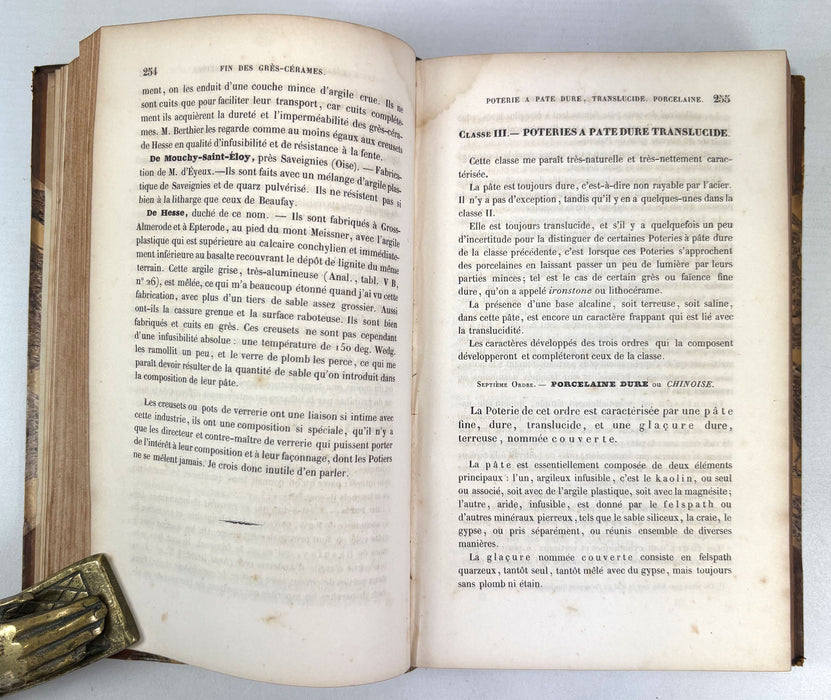 254 FIN DES GRÈS-CÉRAMES.
ment, on les enduit d'une couche mince d'argile crue. Ils ne
sont cuits que pour faciliter leur transport, car cuits complète-
ment ils acquièrent la dureté et l'imperméabilité des grès-céra-
mes. M. Berthier les regarde comme au moins égaux aux creusets
de Hesse en qualité d'infusibilité et de résistance à la fente.
De Mouchy-Saint-Éloy, près Saveignies (Oise). — Fabrica-
tion de M. d'Éyeux. — Ils sont faits avec un mélange d'argile plas-
tique de Saveignies et de quarz pulvérisé. Ils ne résistent pas si
bien à la litharge que ceux de Beaufay.
De Hesse, duché de ce nom. — Ils sont fabriqués à Gross-
Almerode et à Epterode, au pied du mont Meissner, avec l'argile
plastique qui est supérieure au calcaire conchylien et immédiate-
ment inférieure au basalte recouvrant le dépôt de lignite du même
terrain. Cette argile grise, très-alumineuse (Anal., tabl. V B,
n° 26), est mêlée, ce qui m'a beaucoup étonné quand j'ai vu cette
fabrication, avec plus d'un tiers de sable assez grossier. Aussi
ont-ils la cassure grenue et la surface raboteuse. Ils sont bien
fabriqués et cuits en grès. Ces creusets ne sont pas cependant
d'une infusibilité absolue : une température de 150 deg. Wedg.
les ramollit un peu, et le verre de plomb les perce, ce qui me
paraît devoir résulter de la quantité de sable qu'on introduit dans
la composition de leur pâte.
Les creusets ou pots de verrerie ont une liaison si intime avec
cette industrie, ils ont une composition si spéciale, qu'il n'y a
que les directeur et contre-maître de verrerie qui puissent porter
de l'intérêt à leur composition et à leur façonnage, dont les Potiers
ne se mêlent jamais. Je crois donc inutile d'en parler.
POTERIE A PATE DURE, TRANSLUCIDE PORCELAINE. 255
CLASSE III. — POTERIES A PATE DURE TRANSLUCIDE.
Cette classe me paraît très-naturelle et très-nettement carac-
térisée.
La pâte est toujours dure, c'est-à-dire non rayable par l'acier.
Il n'y a pas d'exception, tandis qu'il y en a quelques-unes dans la
classe II.
Elle est toujours translucide, et s'il y a quelquefois un peu
d'incertitude pour la distinguer de certaines Poteries à pâte dure
de la classe précédente, c'est lorsque ces Poteries s'approchent
des porcelaines en laissant passer un peu de lumière par leurs
parties minces; tel est le cas de certain grés ou faïence fine
dure, qu'on a appelé ironstone ou lithocérame.
La présence d'une base alcaline, soit terreuse, soit saline,
dans cette pâte, est encore un caractère frappant qui est lié avec
la translucidité.
Les caractères développés des trois ordres qui la composent
développeront et compléteront ceux de la classe.
SEPTIÈME ORDRE. — PORCELAINE DURE ou CHINOISE.
La Poterie de cet ordre est caractérisée par une pâte
fine, dure, translucide, et une glaçure dure,
terreuse, nommée couverte.
La pâte est essentiellement composée de deux éléments
principaux : l'un, argileux infusible, c'est le kaolin, ou seul
ou associé, soit avec de l'argile plastique, soit avec la magnésite;
l'autre, aride, infusible, est donné par le felspath ou
d'autres minéraux pierreux, tels que le sable siliceux, la craie, le
gypse, ou pris séparément, ou réunis ensemble de diverses
manières.
La glaçure nommée couverte consiste en felspath
quarzeux, tantôt seul, tantôt mêlé avec du gypse, mais toujours
sans plomb ni étain.